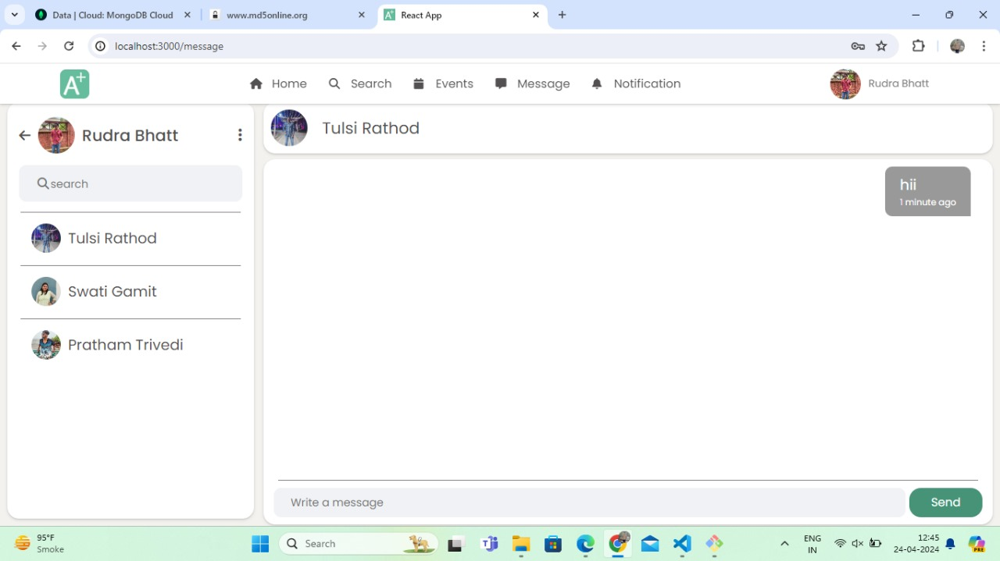 Data | Cloud: MongoDB Cloud
www.md5online.org
React App
localhost:3000/message
A+
Home
Search
Events
Message
Notification
Rudra Bhatt
Rudra Bhatt
search
Tulsi Rathod
Swati Gamit
Pratham Trivedi
Tulsi Rathod
hii
1 minute ago
Write a message
Send
95°F
Smoke
Search
ENG
IN
12:45
24-04-2024
PRE